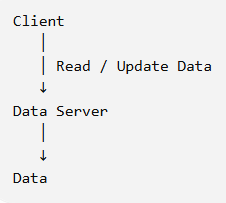 Client
Read / Update Data
Data Server
Data